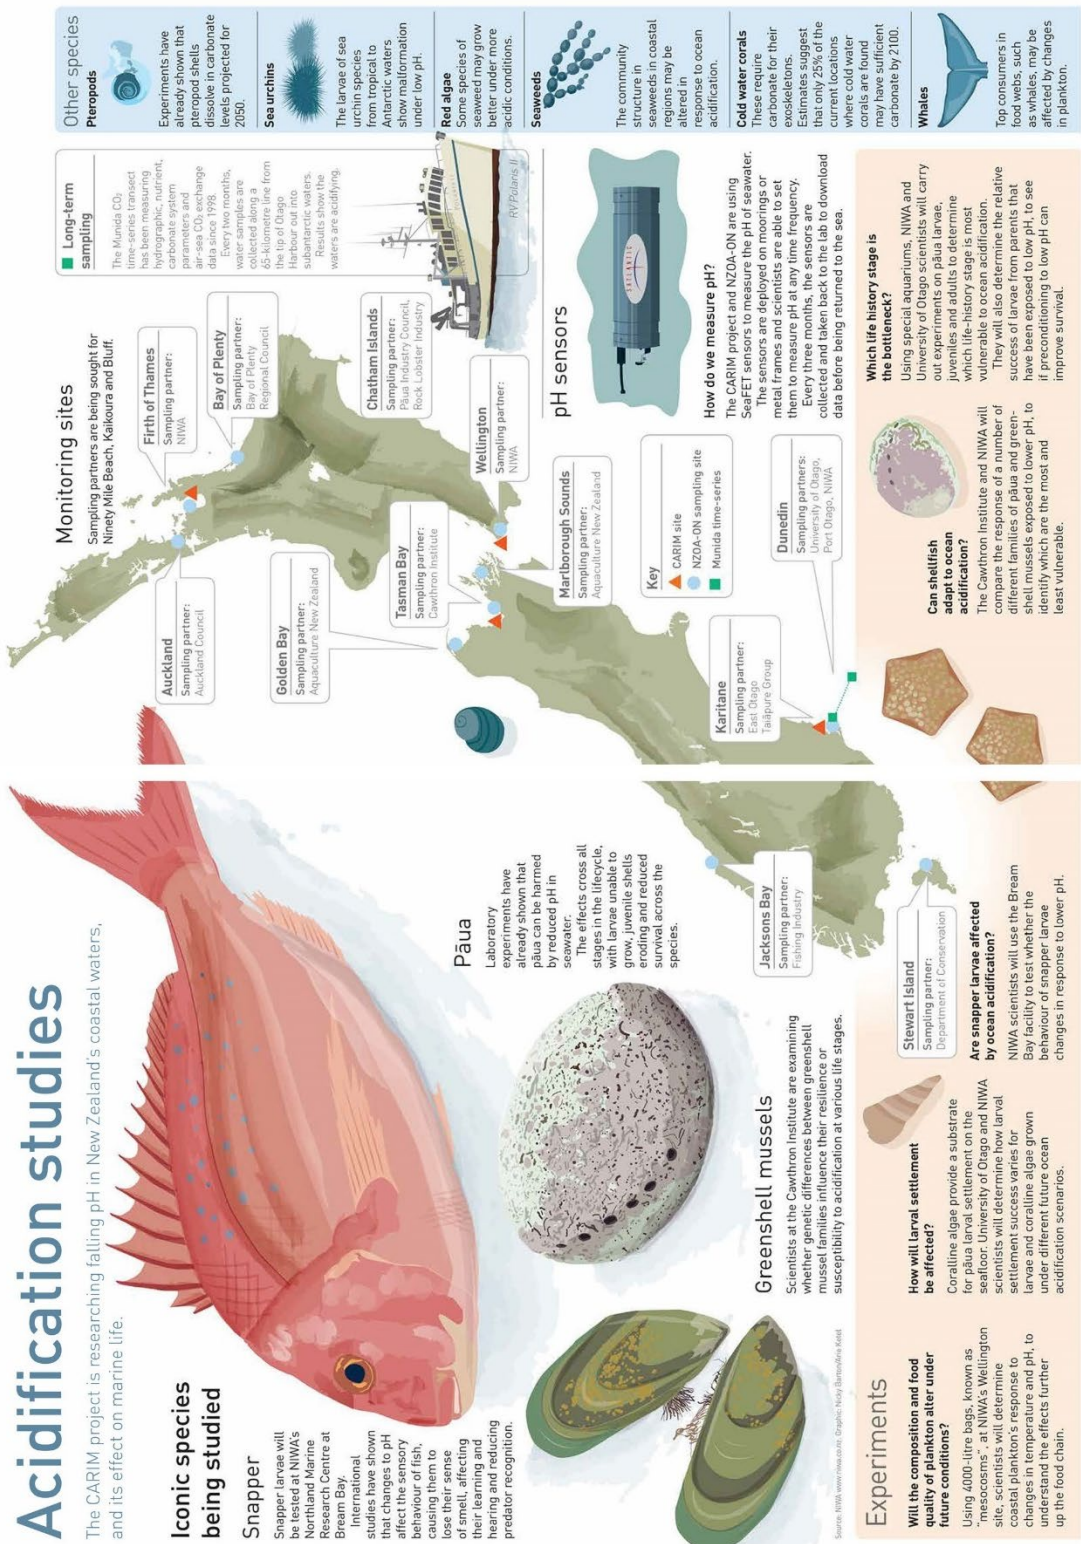 Acidification studies
The CARIM project is researching falling pH in New Zealand's coastal waters,
and its effect on marine life.
Iconic species
being studied
Snapper
Snapper larvae will
be tested at NIWA's
Northland Marine
Research Centre at
Bream Bay.
International
studies have shown
that changes to pH
affect the sensory
behaviour of fish,
causing them to
lose their sense
of smell, affecting
their learning and
hearing and reducing
predator recognition.
Pāua
Laboratory
experiments have
already shown that
pāua can be harmed
by reduced pH in
seawater.
The effects cross all
stages in the lifecycle,
with larvae unable to
grow, juvenile shells
eroding and reduced
survival across the
species.
Greenshell mussels
Scientists at the Cawthron Institute are examining
whether genetic differences between greenshell
mussel families influence their resilience or
susceptibility to acidification at various life stages.
Source: NIWA www.niwa.co.nz. Graphic: Nicky Barton/Aria Ketel
Jacksons Bay
Sampling partner:
Fishing Industry
Stewart Island
Sampling partner:
Department of Conservation
Experiments
Will the composition and food
quality of plankton alter under
future conditions?
Using 4000-litre bags, known as
"mesocosms", at NIWA's Wellington
site, scientists will determine
coastal plankton's response to
changes in temperature and pH, to
understand the effects further
up the food chain.
How will larval settlement
be affected?
Coralline algae provide a substrate
for pāua larval settlement on the
seafloor. University of Otago and NIWA
scientists will determine how larval
settlement success varies for
larvae and coralline algae grown
under different future ocean
acidification scenarios.
Are snapper larvae affected
by ocean acidification?
NIWA scientists will use the Bream
Bay facility to test whether the
behaviour of snapper larvae
changes in response to lower pH.
Monitoring sites
Sampling partners are being sought for
Ninety Mile Beach, Kaikoura and Bluff.
Auckland
Sampling partner:
Auckland Council
Firth of Thames
Sampling partner:
NIWA
Bay of Plenty
Sampling partner:
Bay of Plenty
Regional Council
Golden Bay
Sampling partner:
Aquaculture New Zealand
Tasman Bay
Sampling partner:
Cawthron Institute
Chatham Islands
Sampling partner:
Pāua Industry Council,
Rock Lobster Industry
Wellington
Sampling partner:
NIWA
Marlborough Sounds
Sampling partner:
Aquaculture New Zealand
Key
CARIM site
NZOA-ON sampling site
Munida time-series
Karitane
Sampling partner:
East Otago
Taiāpure Group
Dunedin
Sampling partners:
University of Otago,
Port Otago, NIWA
Long-term
sampling
The Munida CO₂
time-series transect
has been measuring
hydrographic, nutrient,
carbonate system
parameters and
air-sea CO₂ exchange
data since 1998.
Every two months,
water samples are
collected along a
65-kilometre line from
the tip of Otago
Harbour out into
subantarctic waters.
Results show the
waters are acidifying.
RV Polaris II
pH sensors
SATLANTIC
How do we measure pH?
The CARIM project and NZOA-ON are using
SeaFET sensors to measure the pH of seawater.
The sensors are deployed on moorings or
metal frames and scientists are able to set
them to measure pH at any time frequency.
Every three months, the sensors are
collected and taken back to the lab to download
data before being returned to the sea.
Can shellfish
adapt to ocean
acidification?
The Cawthron Institute and NIWA will
compare the response of a number of
different families of pāua and green-
shell mussels exposed to lower pH, to
identify which are the most and
least vulnerable.
Which life history stage is
the bottleneck?
Using special aquariums, NIWA and
University of Otago scientists will carry
out experiments on pāua larvae,
juveniles and adults to determine
which life-history stage is most
vulnerable to ocean acidification.
They will also determine the relative
success of larvae from parents that
have been exposed to low pH, to see
if preconditioning to low pH can
improve survival.
Other species
Pteropods
Experiments have
already shown that
pteropod shells
dissolve in carbonate
levels projected for
2050.
Sea urchins
The larvae of sea
urchin species
from tropical to
Antarctic waters
show malformation
under low pH.
Red algae
Some species of
seaweed may grow
better under more
acidic conditions.
Seaweeds
The community
structure in
seaweeds in coastal
regions may be
altered in
response to ocean
acidification.
Cold water corals
These require
carbonate for their
exoskeletons.
Estimates suggest
that only 25% of the
current locations
where cold water
corals are found
may have sufficient
carbonate by 2100.
Whales
Top consumers in
food webs, such
as whales, may be
affected by changes
in plankton.